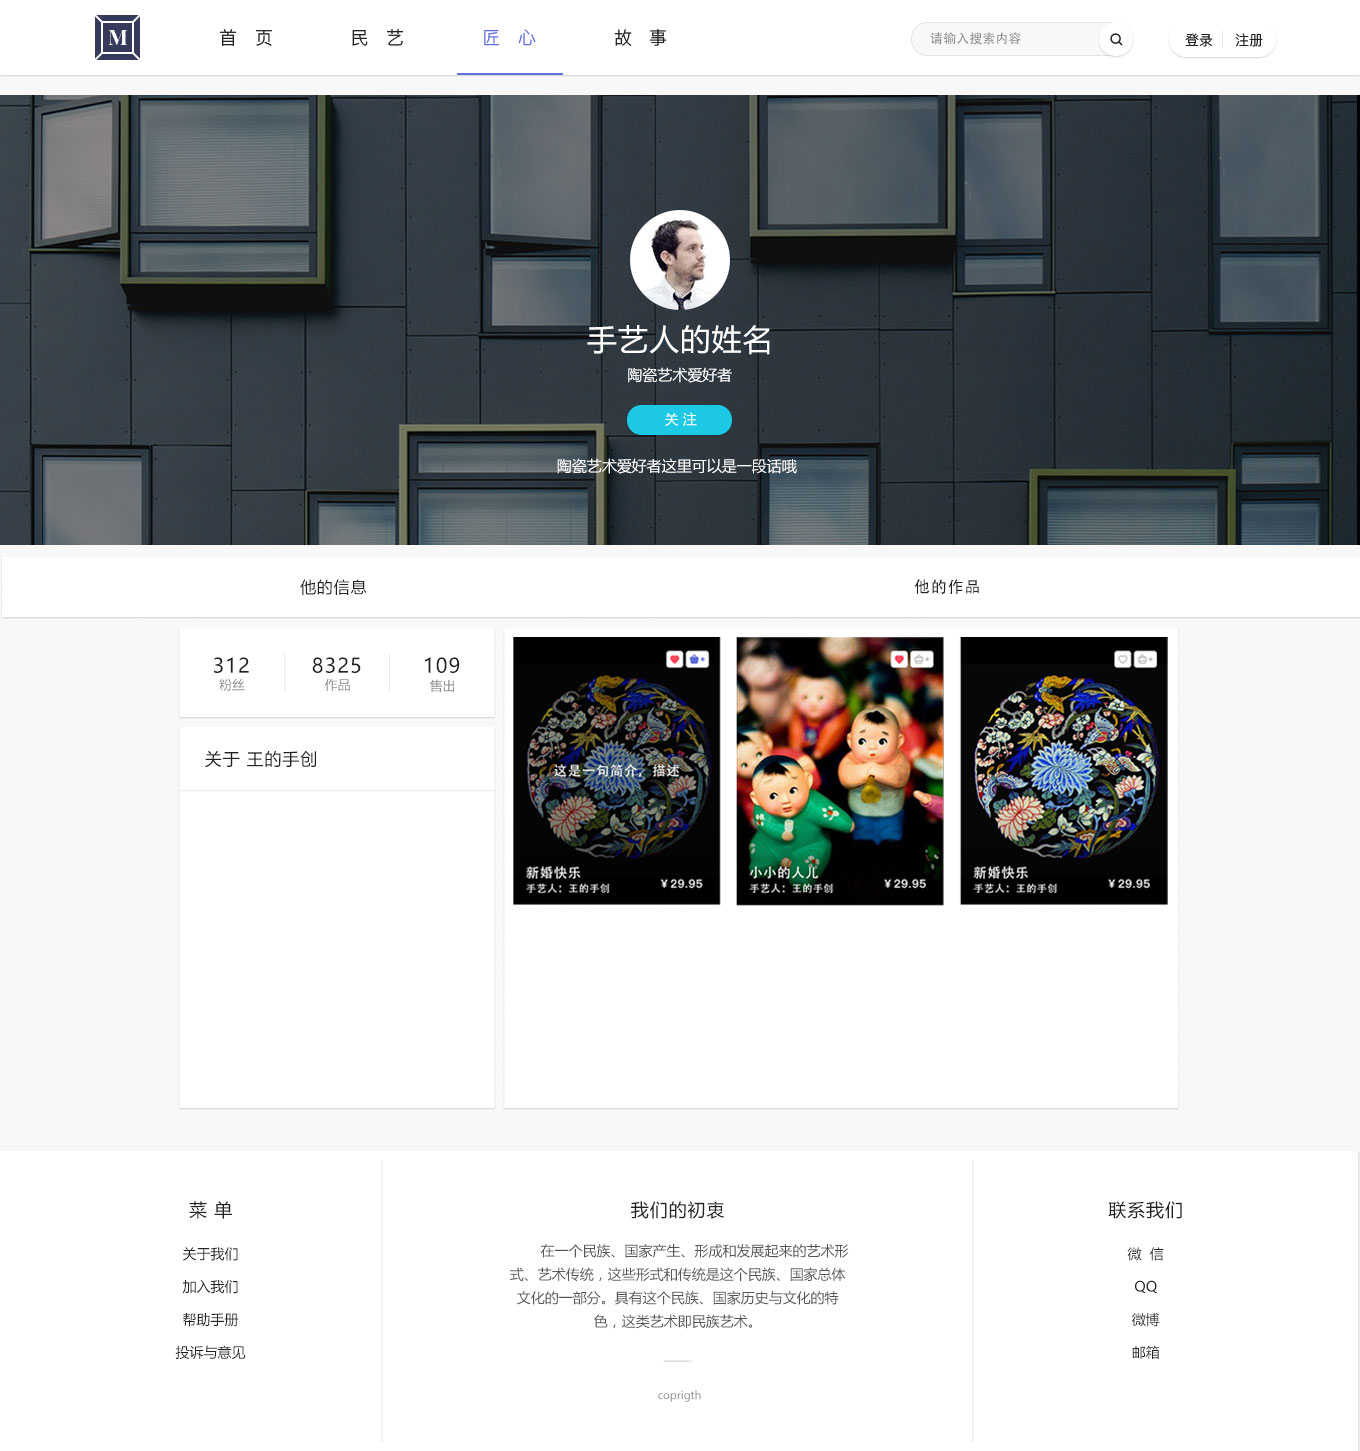 M
首 页
民 艺
匠 心
故 事
请输入搜索内容
登录
注册
手艺人的姓名
陶瓷艺术爱好者
关 注
陶瓷艺术爱好者这里可以是一段话哦
他的信息
他的作品
312
粉丝
8325
作品
109
售出
关于 王的手创
这是一句简介，描述
新婚快乐
手艺人：王的手创
¥ 29.95
小小的人儿
手艺人：王的手创
¥ 29.95
新婚快乐
手艺人：王的手创
¥ 29.95
菜 单
关于我们
加入我们
帮助手册
投诉与意见
我们的初衷
在一个民族、国家产生、形成和发展起来的艺术形
式、艺术传统，这些形式和传统是这个民族、国家总体
文化的一部分。具有这个民族、国家历史与文化的特
色，这类艺术即民族艺术。
coprigth
联系我们
微 信
QQ
微博
邮箱